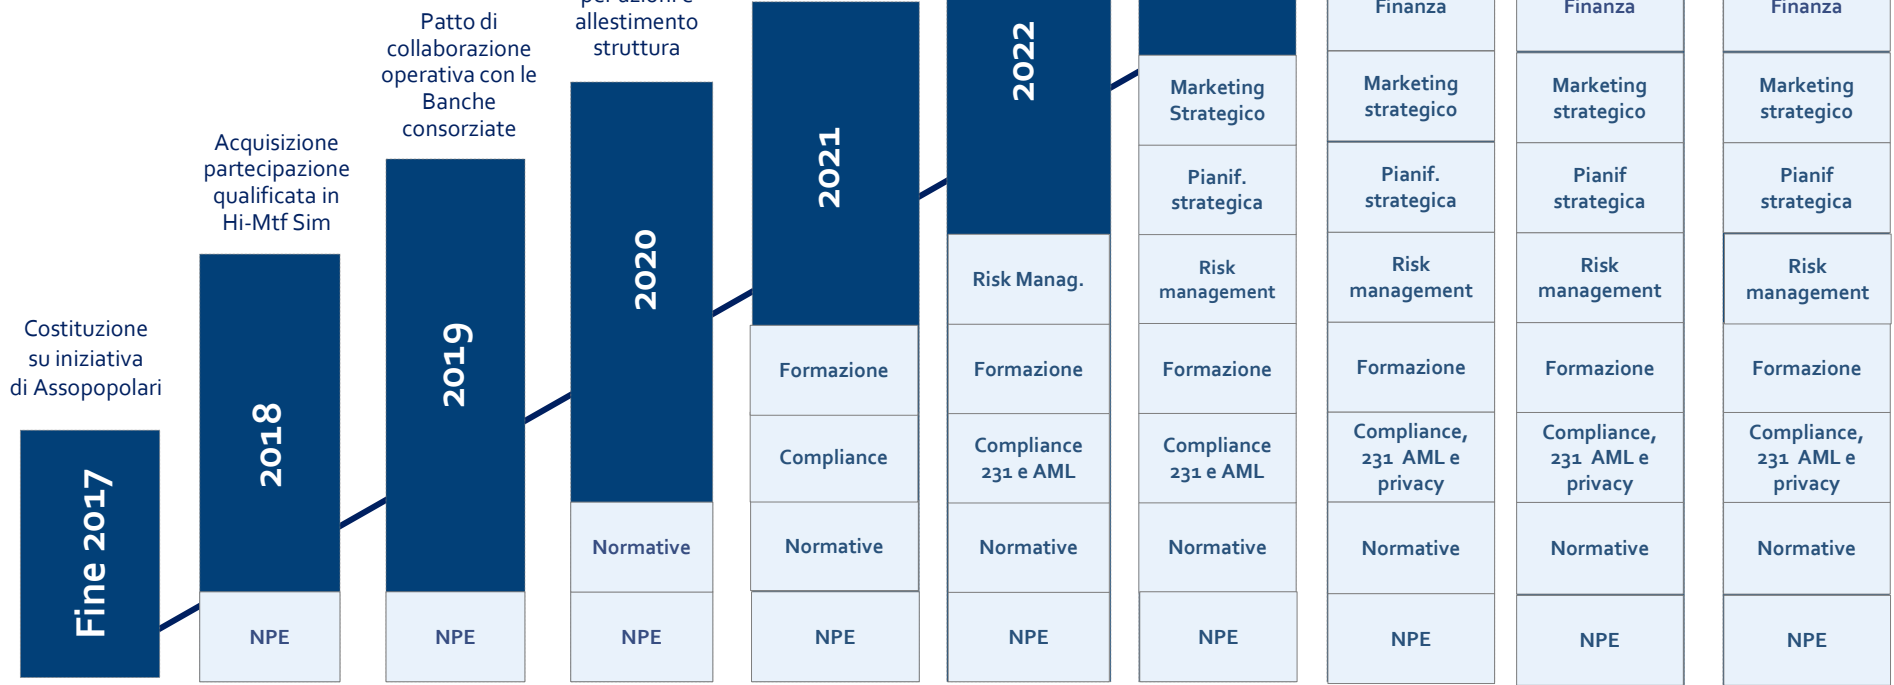 Costituzione
su iniziativa
di Assopopolari
Fine 2017
Acquisizione
partecipazione
qualificata in
Hi-Mtf Sim
2018
NPE
Patto di
collaborazione
operativa con le
Banche
consorziate
2019
NPE
per azioni e
allestimento
struttura
2020
Normative
NPE
2021
Formazione
Compliance
Normative
NPE
2022
Risk Manag.
Formazione
Compliance
231 e AML
Normative
NPE
Marketing
Strategico
Pianif.
strategica
Risk
management
Formazione
Compliance
231 e AML
Normative
NPE
Finanza
Marketing
strategico
Pianif.
strategica
Risk
management
Formazione
Compliance,
231 AML e
privacy
Normative
NPE
Finanza
Marketing
strategico
Pianif
strategica
Risk
management
Formazione
Compliance,
231 AML e
privacy
Normative
NPE
Finanza
Marketing
strategico
Pianif
strategica
Risk
management
Formazione
Compliance,
231 AML e
privacy
Normative
NPE